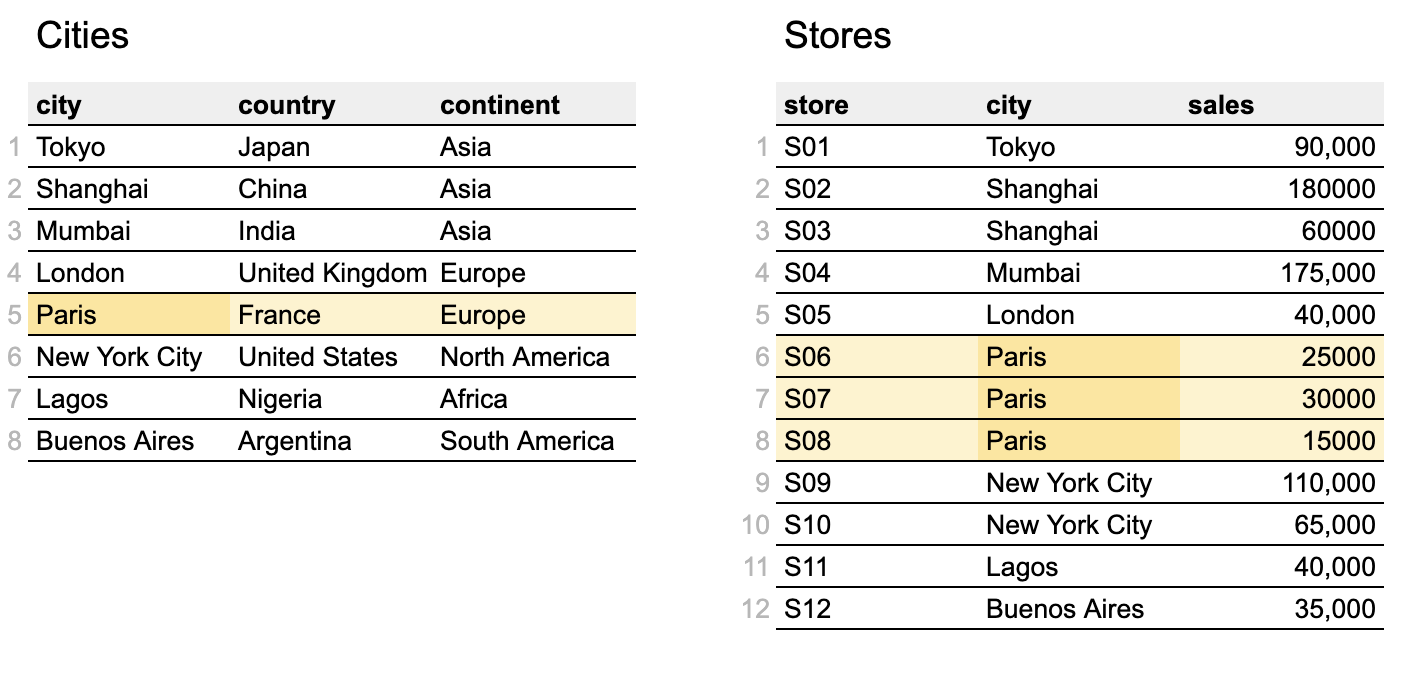 Cities
city country continent
1 Tokyo Japan Asia
2 Shanghai China Asia
3 Mumbai India Asia
4 London United Kingdom Europe
5 Paris France Europe
6 New York City United States North America
7 Lagos Nigeria Africa
8 Buenos Aires Argentina South America
Stores
store city sales
1 S01 Tokyo 90,000
2 S02 Shanghai 180000
3 S03 Shanghai 60000
4 S04 Mumbai 175,000
5 S05 London 40,000
6 S06 Paris 25000
7 S07 Paris 30000
8 S08 Paris 15000
9 S09 New York City 110,000
10 S10 New York City 65,000
11 S11 Lagos 40,000
12 S12 Buenos Aires 35,000